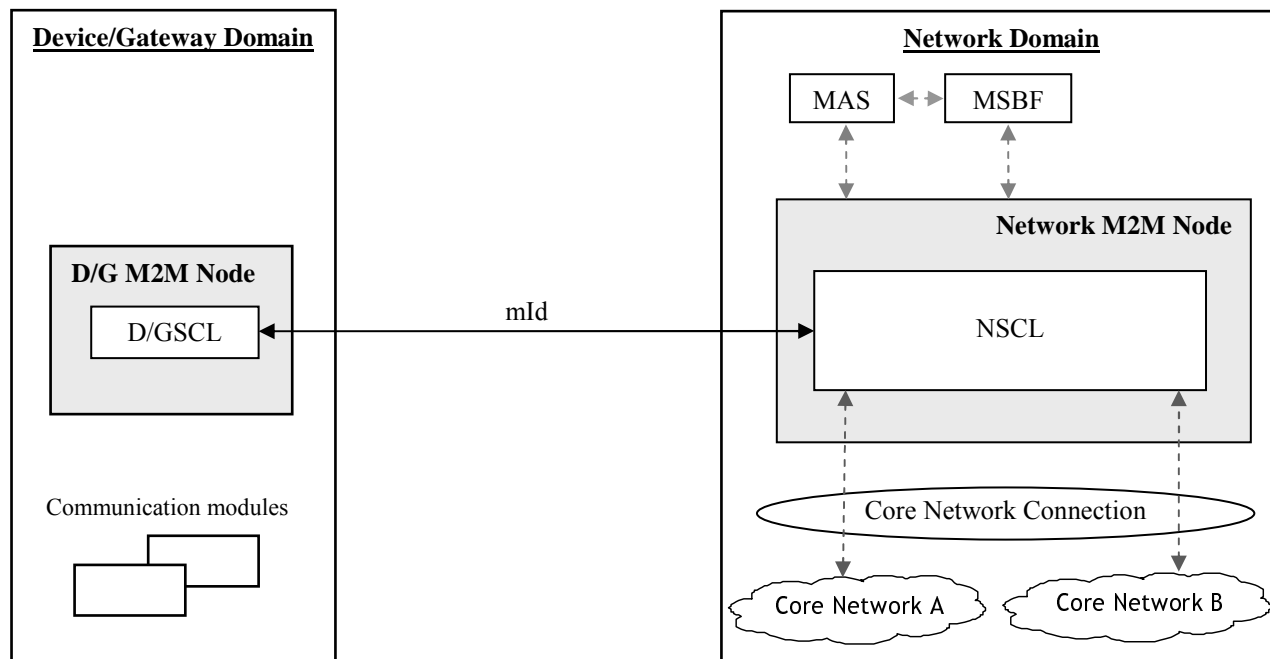 Device/Gateway Domain
D/G M2M Node
D/GSCL
Communication modules
mId
Network Domain
MAS
MSBF
Network M2M Node
NSCL
Core Network Connection
Core Network A
Core Network B